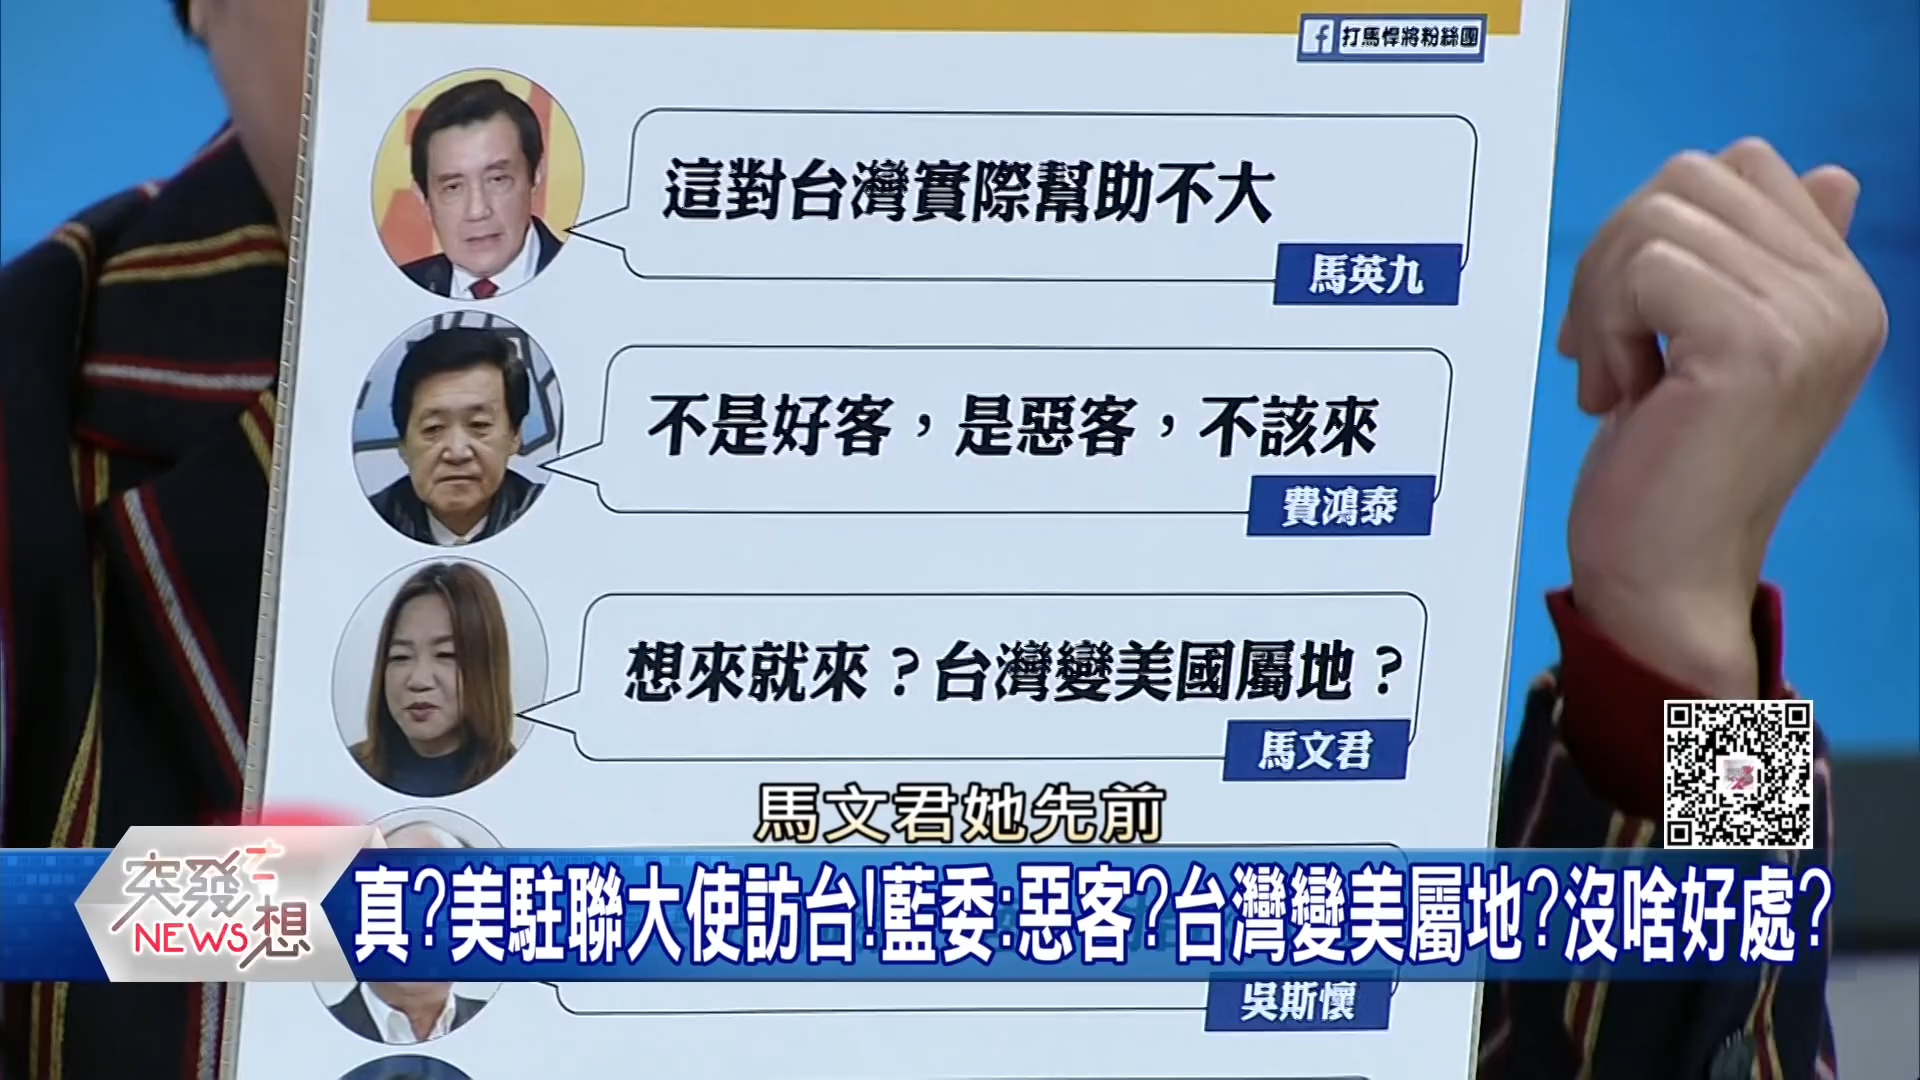 打馬悍將粉絲團
這對台灣實際幫助不大
馬英九
不是好客，是惡客，不該來
費鴻泰
想來就來？台灣變美國屬地？
馬文君
馬文君她先前
突發二想
NEWS
真?美駐聯大使訪台!藍委:惡客?台灣變美屬地?沒啥好處?
吳斯懷